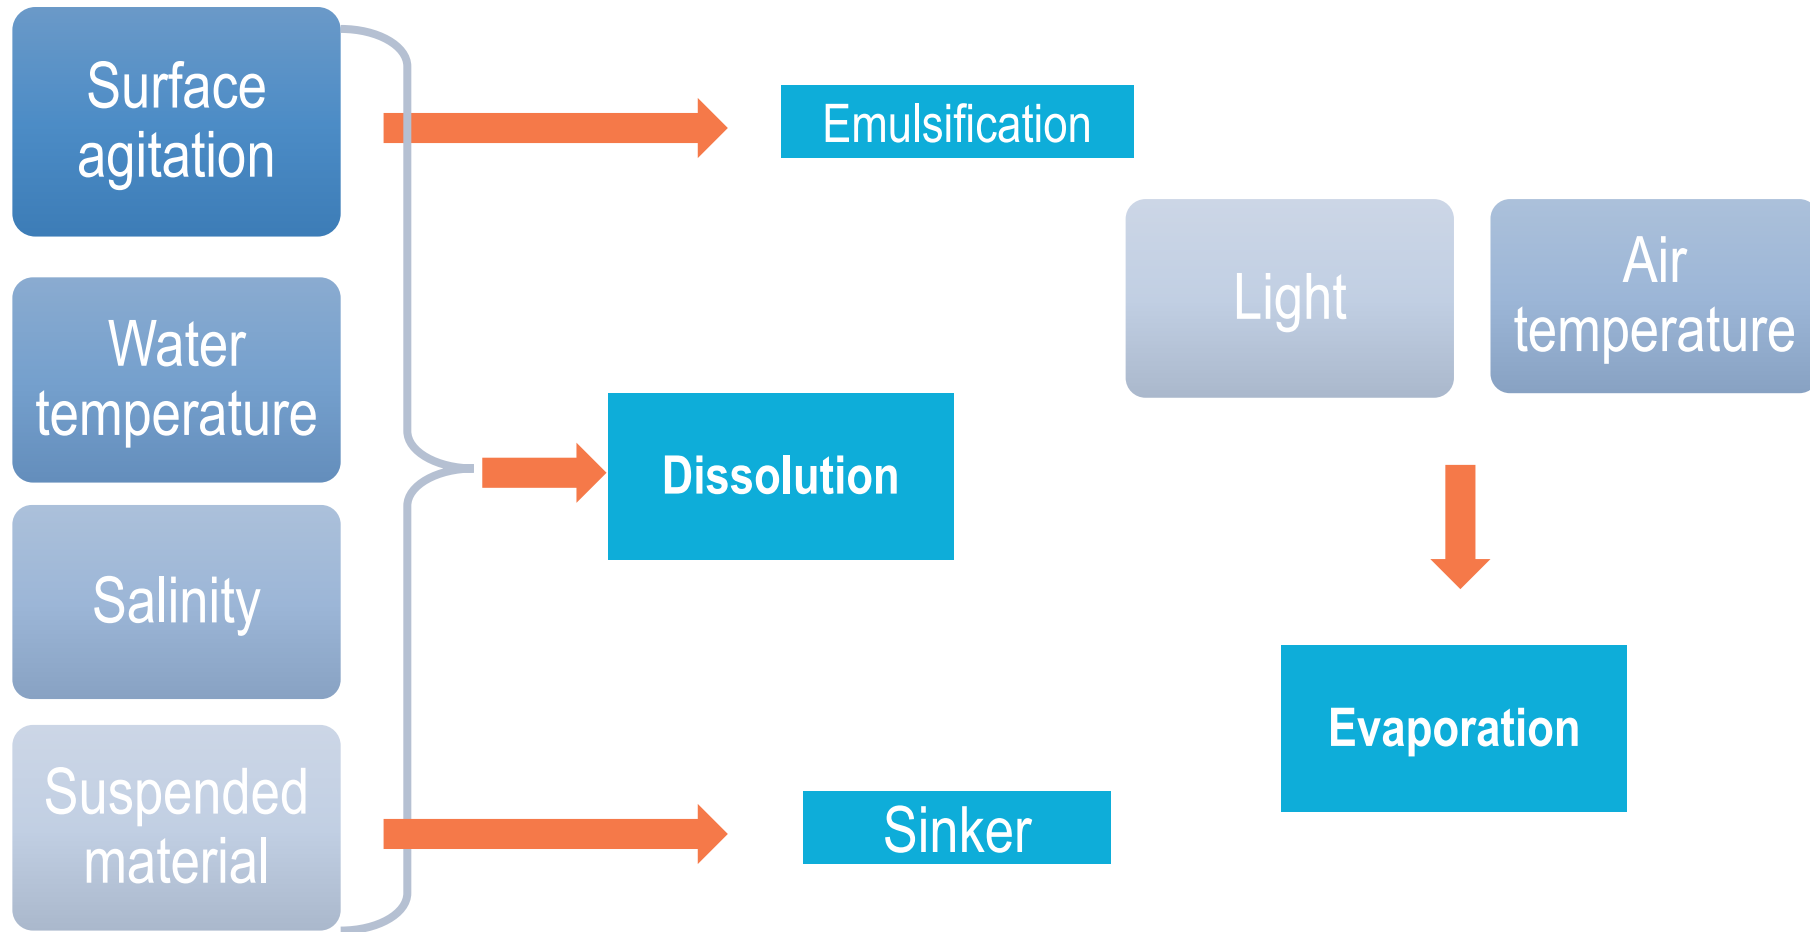 Surface
agitation
Emulsification
Water
temperature
Dissolution
Salinity
Suspended
material
Sinker
Light
Air
temperature
Evaporation